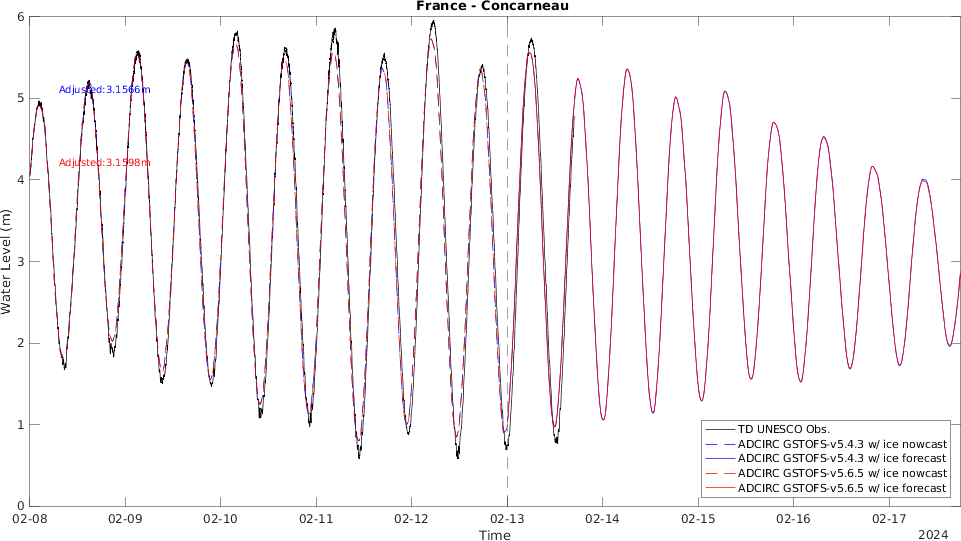 France - Concarneau
6
5
4
3
2
1
0
Water Level (m)
Adjusted:3.1566m
Adjusted:3.1598m
TD UNESCO Obs.
ADCIRC GSTOFS-v5.4.3 w/ ice nowcast
ADCIRC GSTOFS-v5.4.3 w/ ice forecast
ADCIRC GSTOFS-v5.6.5 w/ ice nowcast
ADCIRC GSTOFS-v5.6.5 w/ ice forecast
02-08 02-09 02-10 02-11 02-12 02-13 02-14 02-15 02-16 02-17
Time
2024